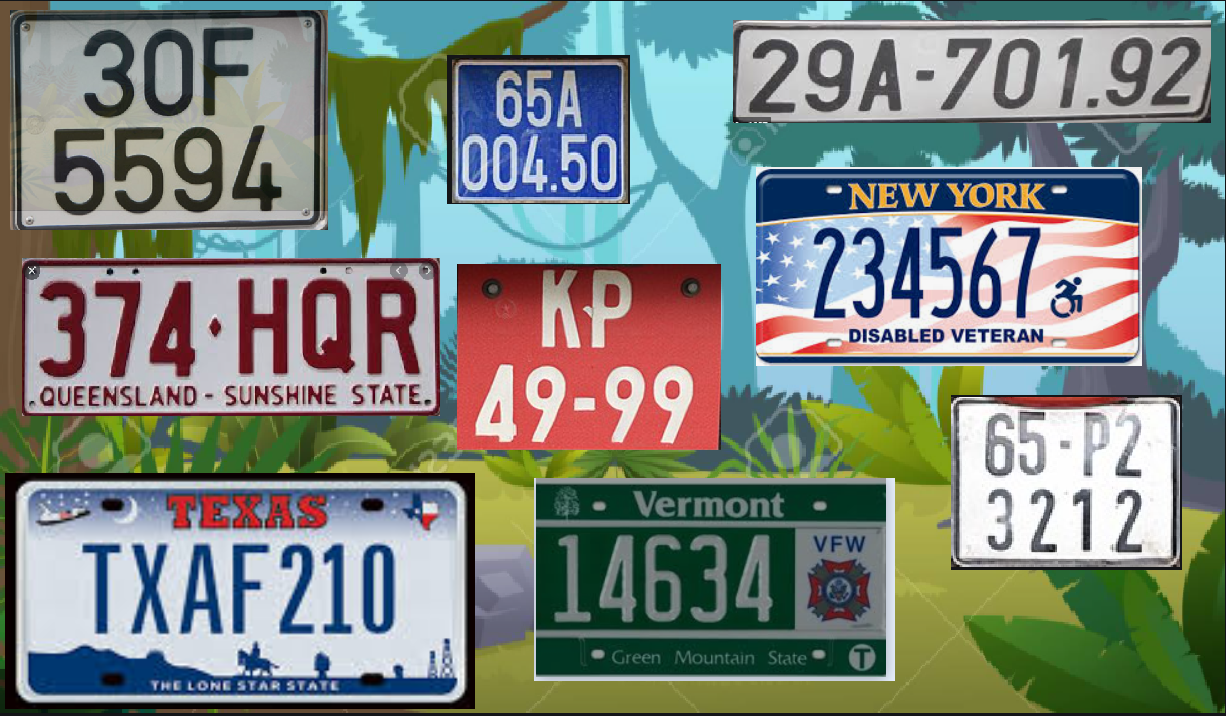 30F
5594
65A
004.50
29A-701.92
NEW YORK
234567
DISABLED VETERAN
374·HQR
QUEENSLAND - SUNSHINE STATE
KP
49-99
65-P2
3212
TEXAS
TXAF210
THE LONE STAR STATE
Vermont
14634
VFW
Green Mountain State
T